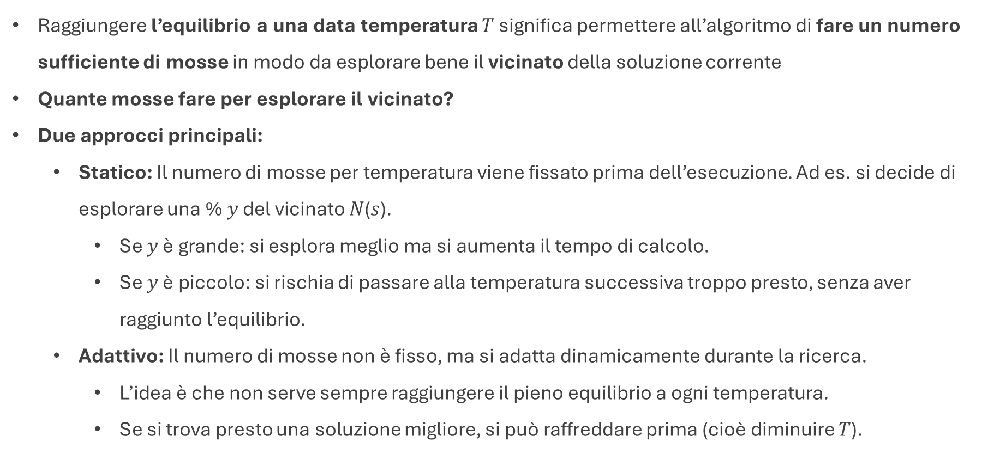 • Raggiungere l’equilibrio a una data temperatura T significa permettere all’algoritmo di fare un numero
sufficiente di mosse in modo da esplorare bene il vicinato della soluzione corrente
• Quante mosse fare per esplorare il vicinato?
• Due approcci principali:
• Statico: Il numero di mosse per temperatura viene fissato prima dell’esecuzione. Ad es. si decide di
esplorare una % y del vicinato N(s).
• Se y è grande: si esplora meglio ma si aumenta il tempo di calcolo.
• Se y è piccolo: si rischia di passare alla temperatura successiva troppo presto, senza aver
raggiunto l’equilibrio.
• Adattivo: Il numero di mosse non è fisso, ma si adatta dinamicamente durante la ricerca.
• L’idea è che non serve sempre raggiungere il pieno equilibrio a ogni temperatura.
• Se si trova presto una soluzione migliore, si può raffreddare prima (cioè diminuire T).